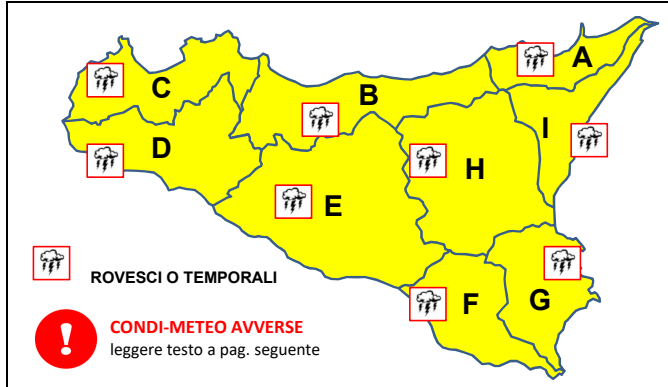 A
C
B
I
D
H
E
ROVESCI O TEMPORALI
F
G
CONDI-METEO AVVERSE
leggere testo a pag. seguente